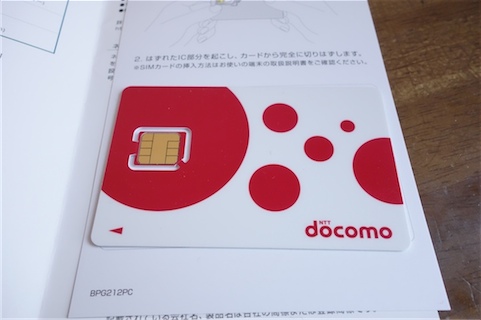 2. はずれたIC部分を起こし、カードから完全に切りはずします。
※SIMカードの挿入方法はお使いの端末の取扱説明書をご確認ください。
NTT
docomo
BPG212PC